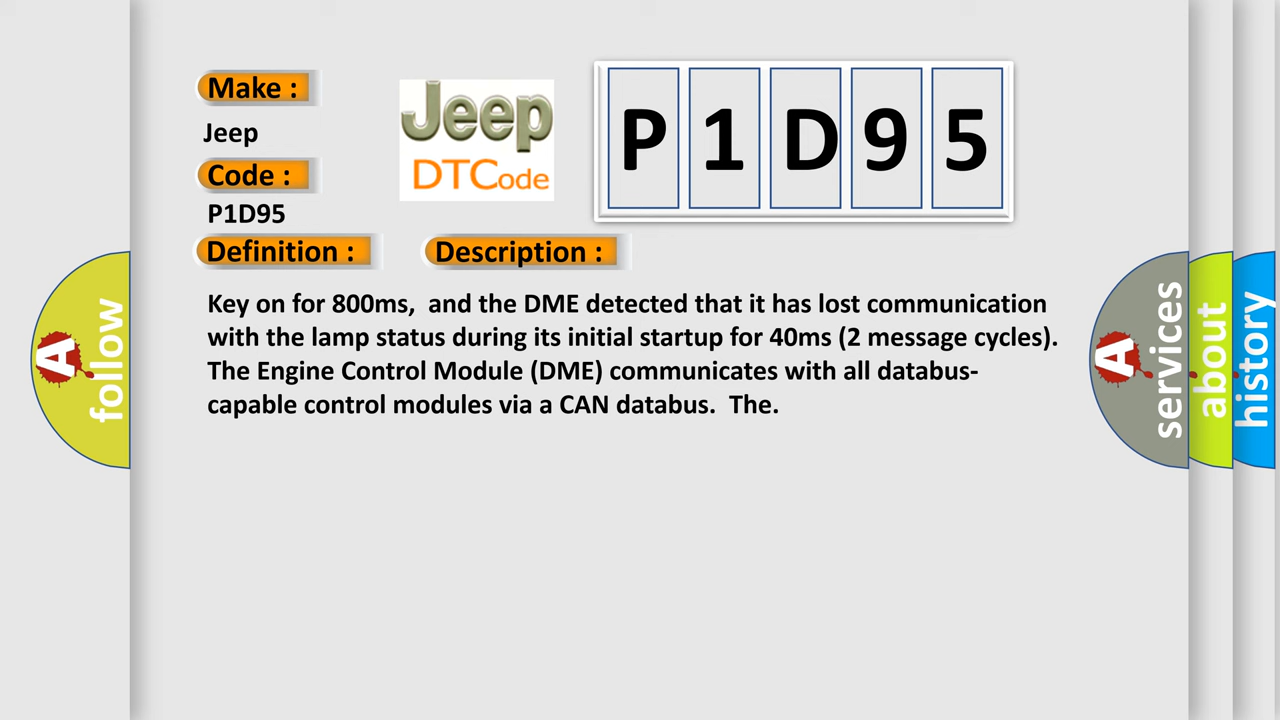 Make :
Jeep
Code :
P1D95
Definition :
Description :
Jeep
DTCode
P 1 D 9 5
Key on for 800ms,  and the DME detected that it has lost communication
with the lamp status during its initial startup for 40ms (2 message cycles).
The Engine Control Module (DME) communicates with all databus-
capable control modules via a CAN databus  The.
A follow
A services
about
history